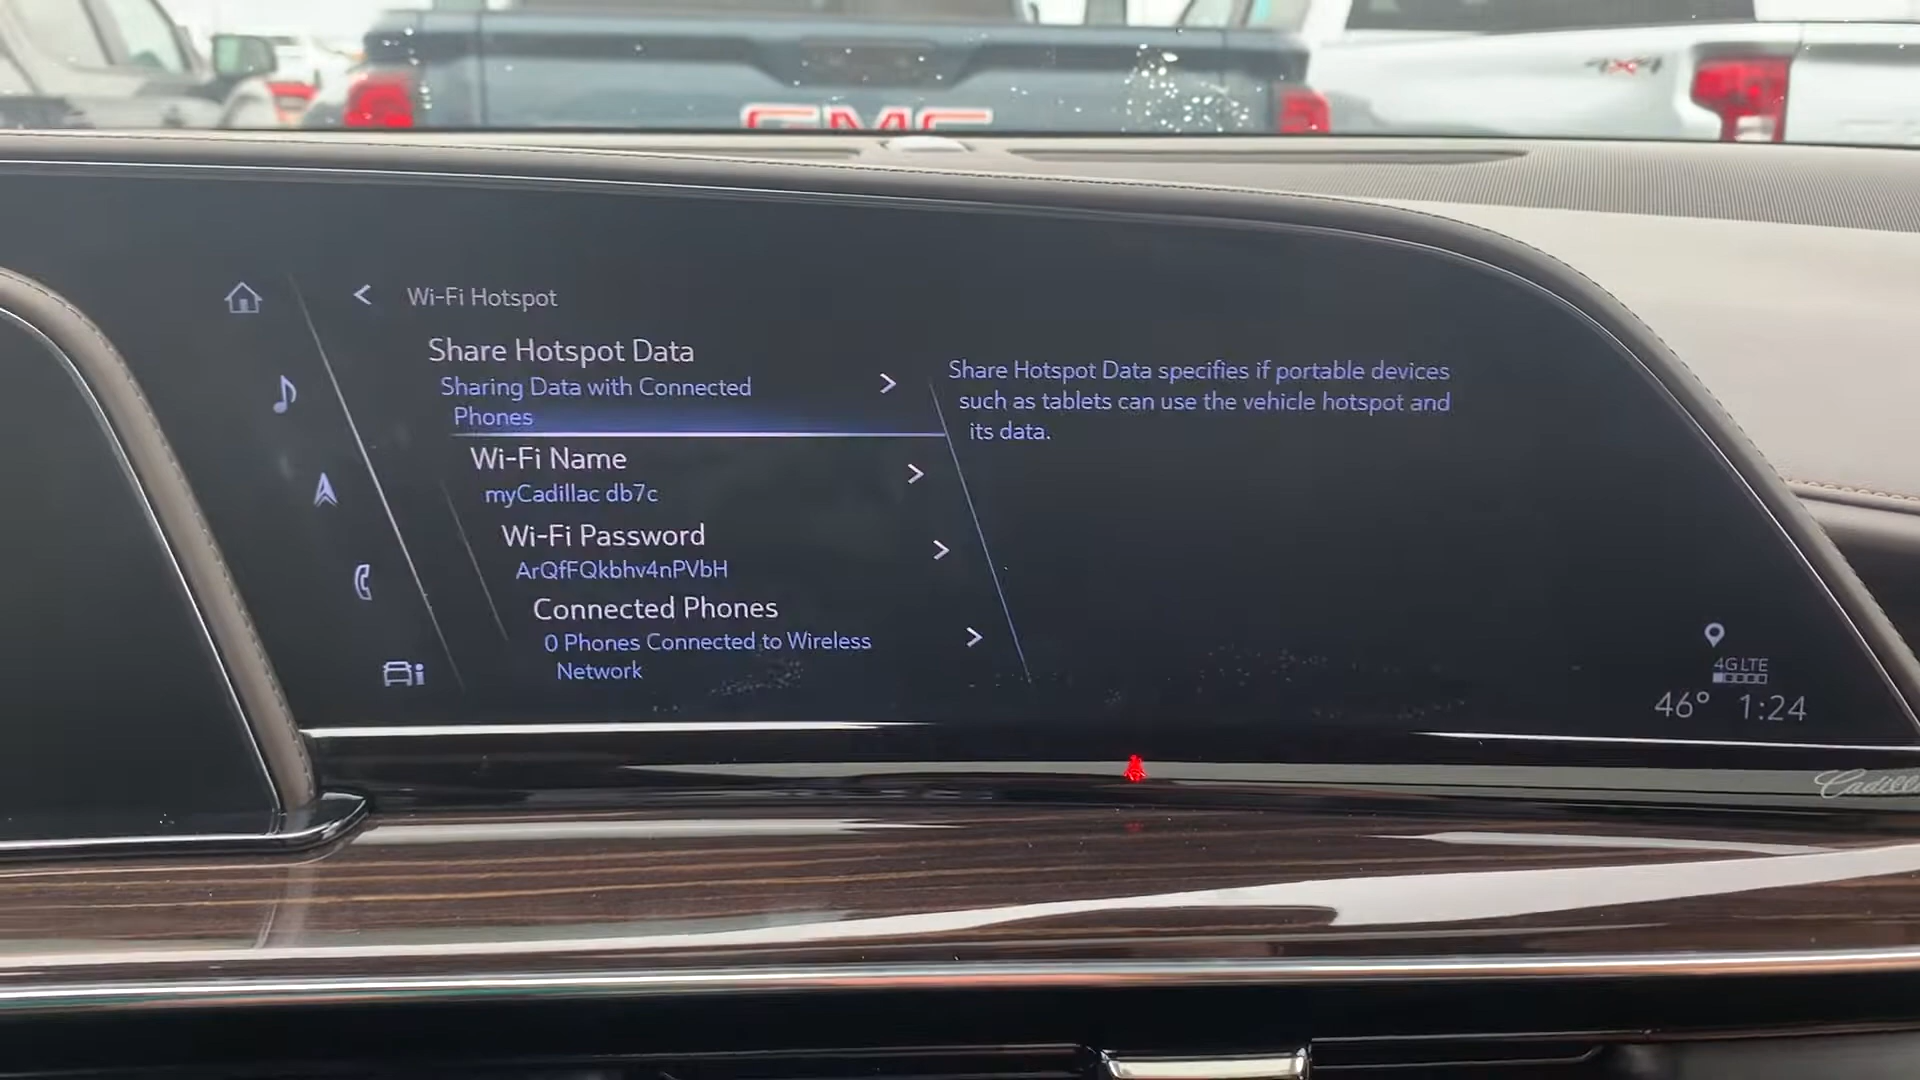 4X4
GMC
Wi-Fi Hotspot
Share Hotspot Data
Sharing Data with Connected
Phones
Wi-Fi Name
myCadillac db7c
Wi-Fi Password
ArQfFQkbhv4nPVbH
Connected Phones
0 Phones Connected to Wireless
Network
Share Hotspot Data specifies if portable devices
such as tablets can use the vehicle hotspot and
its data.
4G LTE
46° 1:24